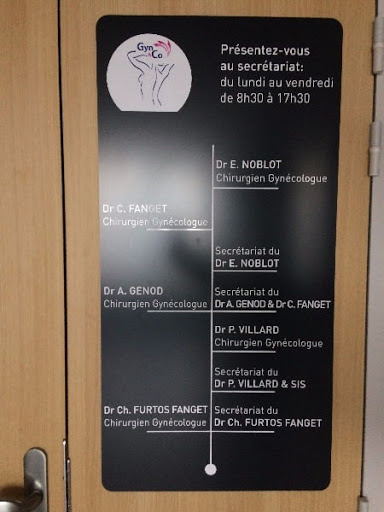 Gyn
&Co
Présentez-vous
au secrétariat:
du lundi au vendredi
de 8h30 à 17h30
Dr E. NOBLOT
Chirurgien Gynécologue
Dr C. FANGET
Chirurgien Gynécologue
Secrétariat du
Dr E. NOBLOT
Dr A. GENOD
Chirurgien Gynécologue
Secrétariat du
Dr A. GENOD & Dr C. FANGET
Dr P. VILLARD
Chirurgien Gynécologue
Secrétariat du
Dr P. VILLARD & SIS
Dr Ch. FURTOS FANGET
Chirurgien Gynécologue
Secrétariat du
Dr Ch. FURTOS FANGET